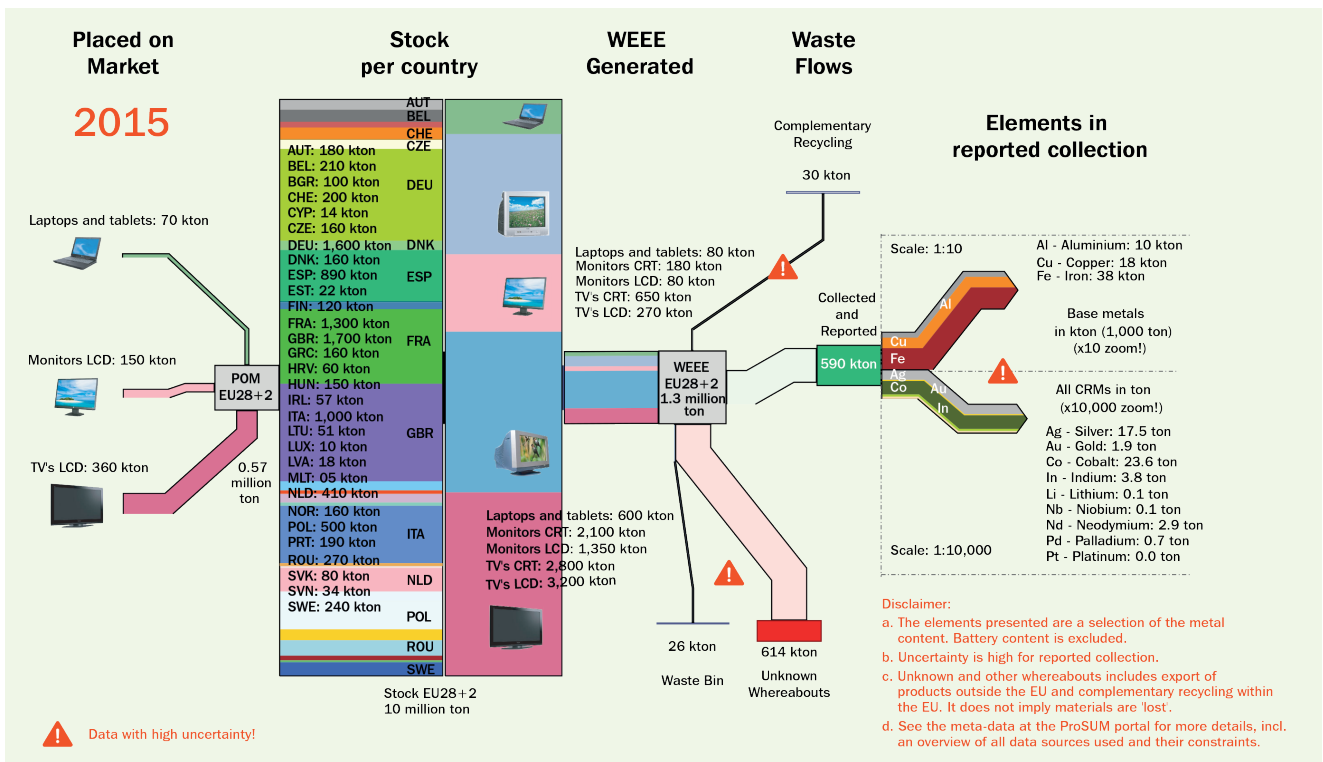 Placed on
Market
Stock
per country
WEEE
Generated
Waste
Flows
2015
Elements in
reported collection
Laptops and tablets: 70 kton
Monitors LCD: 150 kton
TV's LCD: 360 kton
POM
EU28+2
0.57
million
ton
AUT
BEL
CHE
CZE
DEU
DNK
ESP
FRA
GBR
ITA
NLD
POL
ROU
SWE
AUT: 180 kton
BEL: 210 kton
BGR: 100 kton
CHE: 200 kton
CYP: 14 kton
CZE: 160 kton
DEU: 1,600 kton
DNK: 160 kton
ESP: 890 kton
EST: 22 kton
FIN: 120 kton
FRA: 1,300 kton
GBR: 1,700 kton
GRC: 160 kton
HRV: 60 kton
HUN: 150 kton
IRL: 57 kton
ITA: 1,000 kton
LTU: 51 kton
LUX: 10 kton
LVA: 18 kton
MLT: 05 kton
NLD: 410 kton
NOR: 160 kton
POL: 500 kton
PRT: 190 kton
ROU: 270 kton
SVK: 80 kton
SVN: 34 kton
SWE: 240 kton
Stock EU28+2
10 million ton
Laptops and tablets: 600 kton
Monitors CRT: 2,100 kton
Monitors LCD: 1,350 kton
TV's CRT: 2,800 kton
TV's LCD: 3,200 kton
Laptops and tablets: 80 kton
Monitors CRT: 180 kton
Monitors LCD: 80 kton
TV's CRT: 650 kton
TV's LCD: 270 kton
WEEE
EU28+2
1.3 million
ton
Complementary
Recycling
30 kton
!
Collected
and
Reported
590 kton
!
26 kton
Waste Bin
614 kton
Unknown
Whereabouts
Scale: 1:10
Al - Aluminium: 10 kton
Cu - Copper: 18 kton
Fe - Iron: 38 kton
Al
Cu
Fe
Ag
Co
Au
In
Base metals
in kton (1,000 ton)
(x10 zoom!)
!
All CRMs in ton
(x10,000 zoom!)
Ag - Silver: 17.5 ton
Au - Gold: 1.9 ton
Co - Cobalt: 23.6 ton
In - Indium: 3.8 ton
Li - Lithium: 0.1 ton
Nb - Niobium: 0.1 ton
Nd - Neodymium: 2.9 ton
Pd - Palladium: 0.7 ton
Pt - Platinum: 0.0 ton
Scale: 1:10,000
Disclaimer:
a. The elements presented are a selection of the metal
content. Battery content is excluded.
b. Uncertainty is high for reported collection.
c. Unknown and other whereabouts includes export of
products outside the EU and complementary recycling within
the EU. It does not imply materials are 'lost'.
d. See the meta-data at the ProSUM portal for more details, incl.
an overview of all data sources used and their constraints.
! Data with high uncertainty!